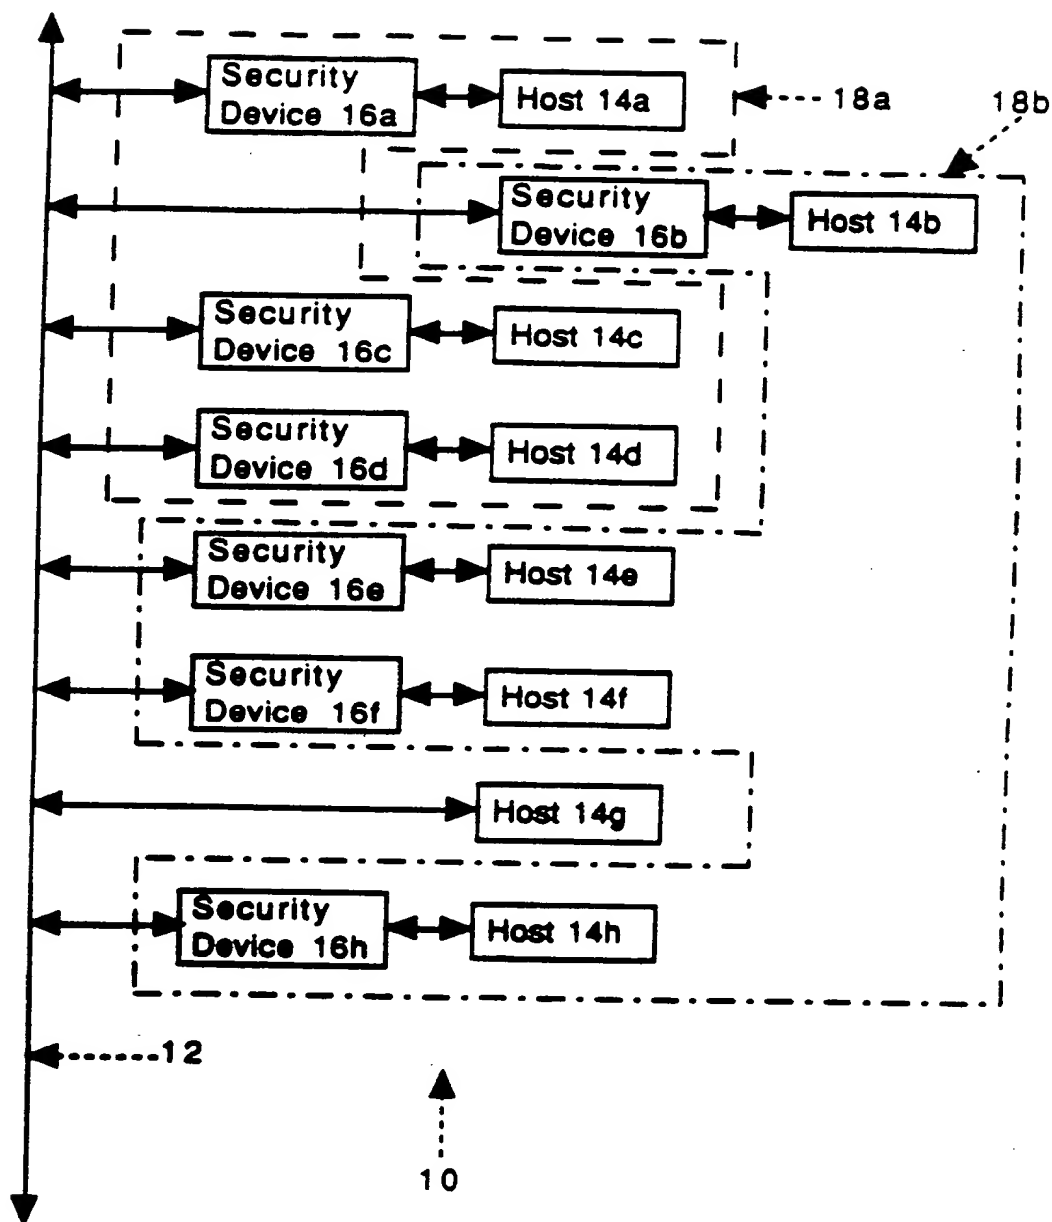 Security
Device 16a
Host 14a
18a
18b
Security
Device 16b
Host 14b
Security
Device 16c
Host 14c
Security
Device 16d
Host 14d
Security
Device 16e
Host 14e
Security
Device 16f
Host 14f
Host 14g
Security
Device 16h
Host 14h
12
10